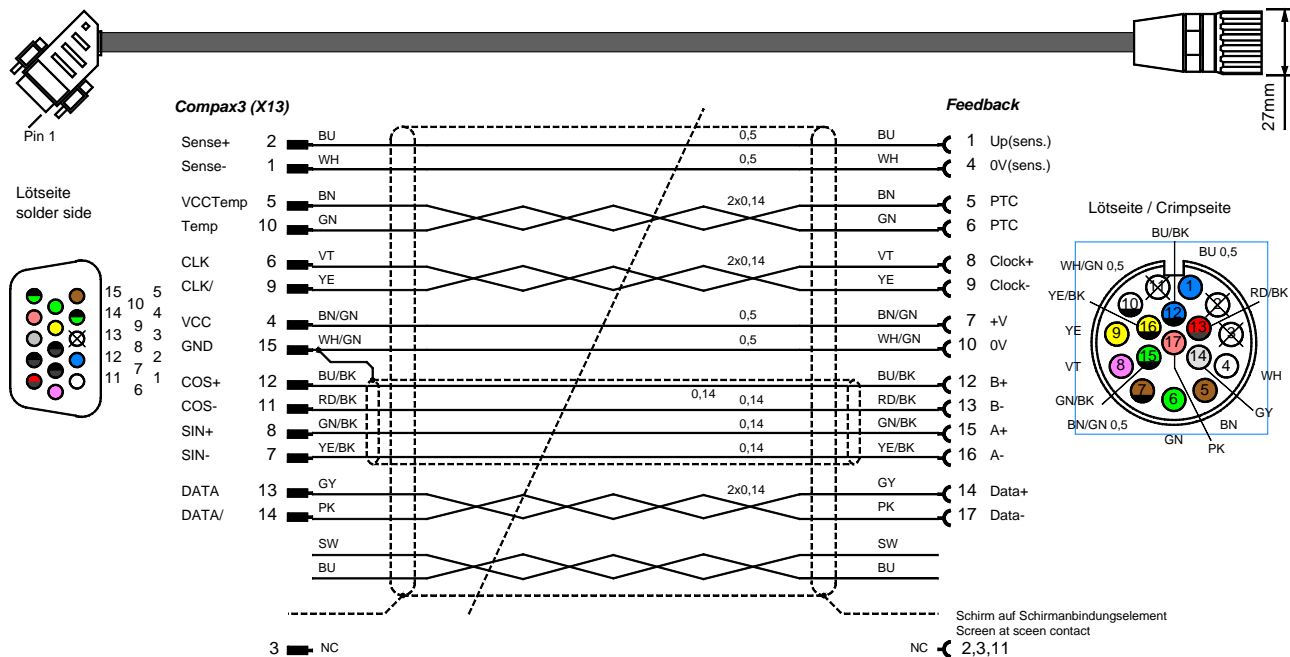 Pin 1
27mm
Compax3 (X13)
Feedback
Sense+ 2 BU 0,5 BU 1 Up(sens.)
Sense- 1 WH 0,5 WH 4 0V(sens.)
VCCTemp 5 BN 2x0,14 BN 5 PTC
Temp 10 GN GN 6 PTC
CLK 6 VT 2x0,14 VT 8 Clock+
CLK/ 9 YE YE 9 Clock-
VCC 4 BN/GN 0,5 BN/GN 7 +V
GND 15 WH/GN 0,5 WH/GN 10 0V
COS+ 12 BU/BK 0,14 BU/BK 12 B+
COS- 11 RD/BK 0,14 RD/BK 13 B-
SIN+ 8 GN/BK 0,14 GN/BK 15 A+
SIN- 7 YE/BK 0,14 YE/BK 16 A-
DATA 13 GY 2x0,14 GY 14 Data+
DATA/ 14 PK PK 17 Data-
SW SW
BU BU
Schirm auf Schirmanbindungselement
Screen at sceen contact
3 NC NC 2,3,11
Lötseite
solder side
15 5
10
14 4
9
13 3
8
12 2
7
11 1
6
Lötseite / Crimpseite
BU/BK
BU 0,5
WH/GN 0,5
YE/BK
RD/BK
YE
VT
WH
GN/BK
GY
BN/GN 0,5
BN
GN
PK
11 1
10 2
12
16 13 3
9 17
15 14
8 4
7 5
6